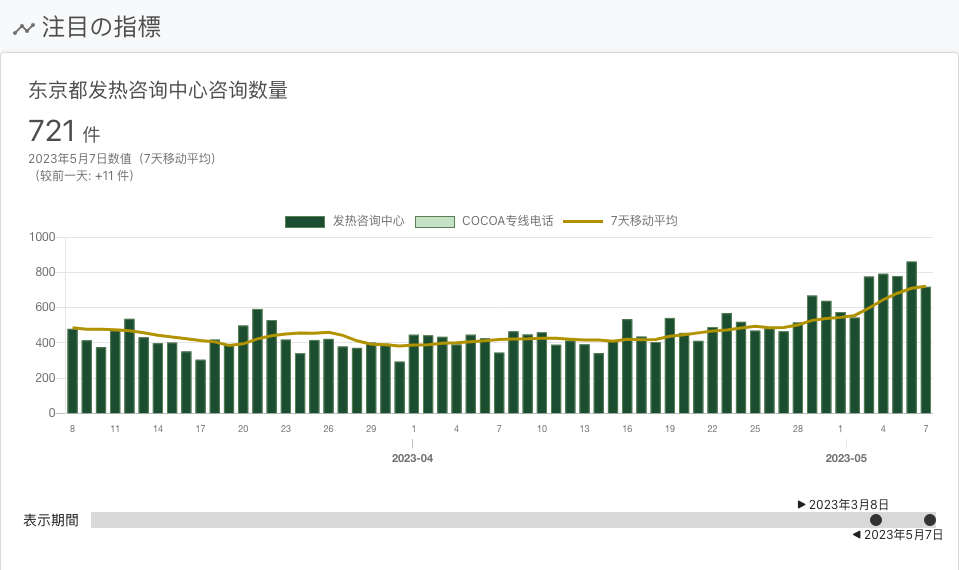 注目の指標
东京都发热咨询中心咨询数量
721 件
2023年5月7日数值（7天移动平均）
（较前一天: +11 件）
发热咨询中心 COCOA专线电话 7天移动平均
1000
800
600
400
200
0
8 11 14 17 20 23 26 29 1 4 7 10 13 16 19 22 25 28 1 4 7
2023-04 2023-05
2023年3月8日
表示期間
2023年5月7日